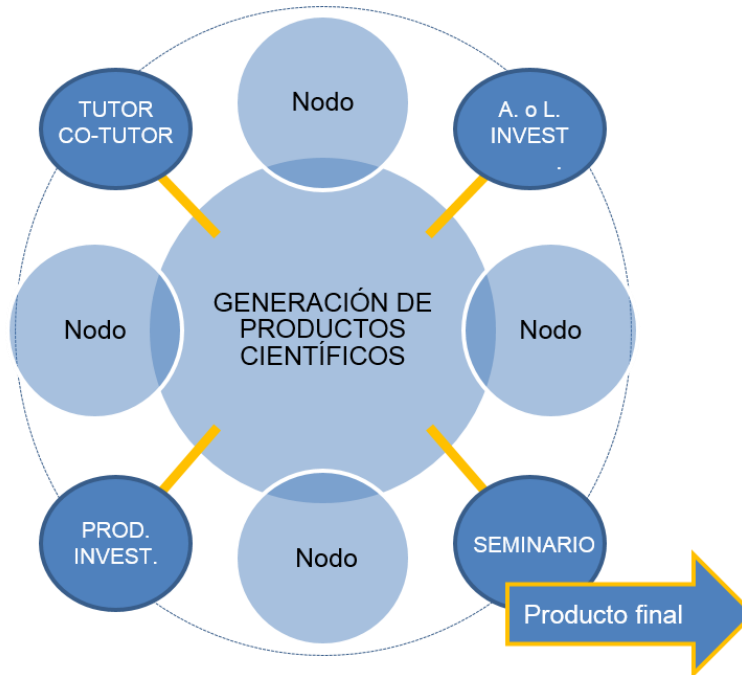 Nodo
TUTOR
CO-TUTOR
A. o L.
INVEST
.
Nodo
GENERACIÓN DE
PRODUCTOS
CIENTÍFICOS
Nodo
PROD.
INVEST.
Nodo
SEMINARIO
Producto final